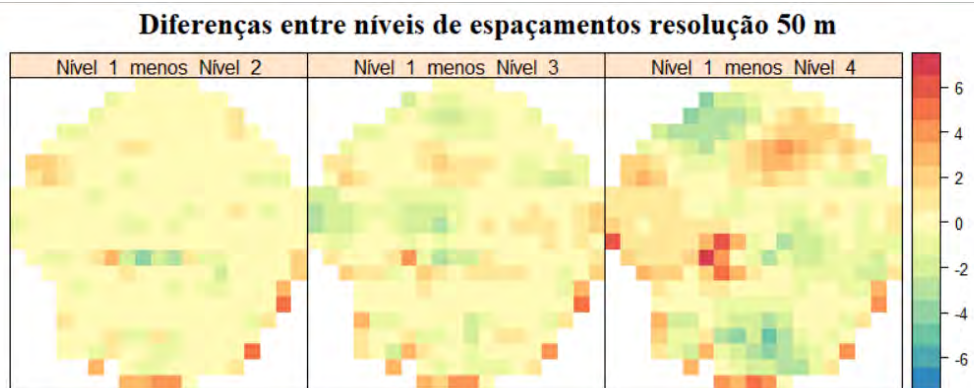 Diferenças entre níveis de espaçamentos resolução 50 m
Nível 1 menos Nível 2
Nível 1 menos Nível 3
Nível 1 menos Nível 4
6
4
2
0
-2
-4
-6